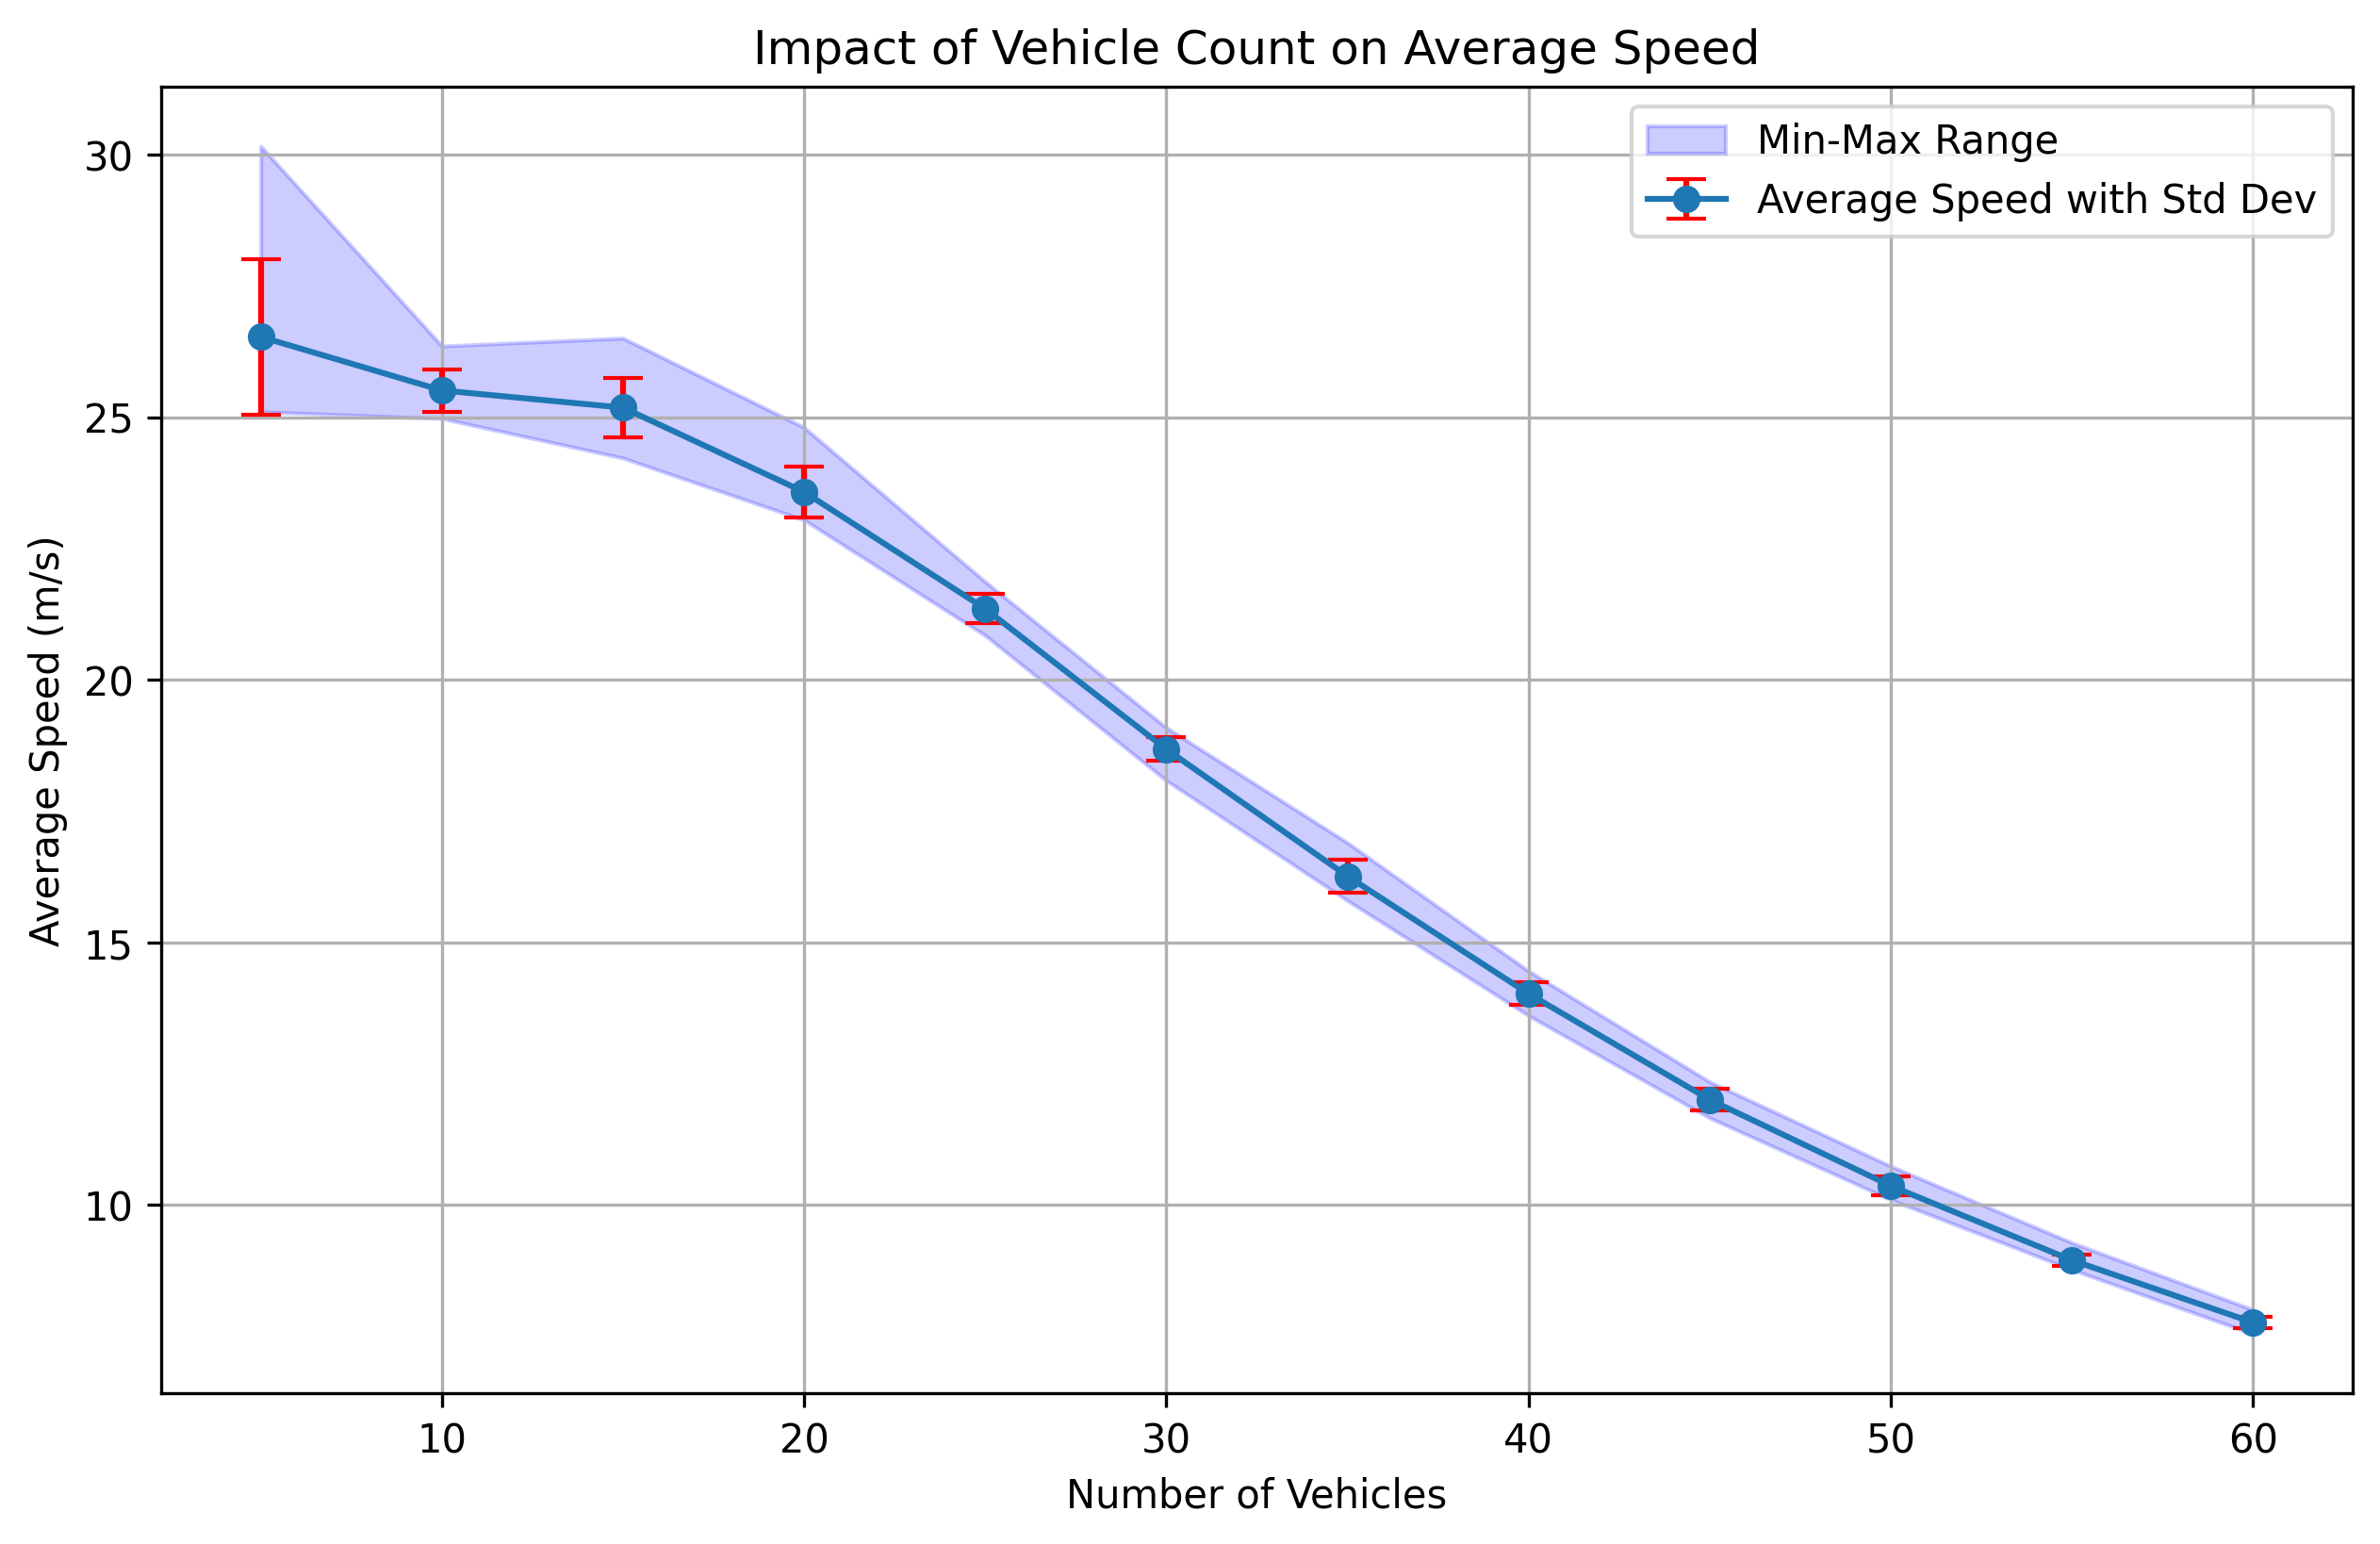 Impact of Vehicle Count on Average Speed
Min-Max Range
Average Speed with Std Dev
30
25
20
15
10
Average Speed (m/s)
10 20 30 40 50 60
Number of Vehicles